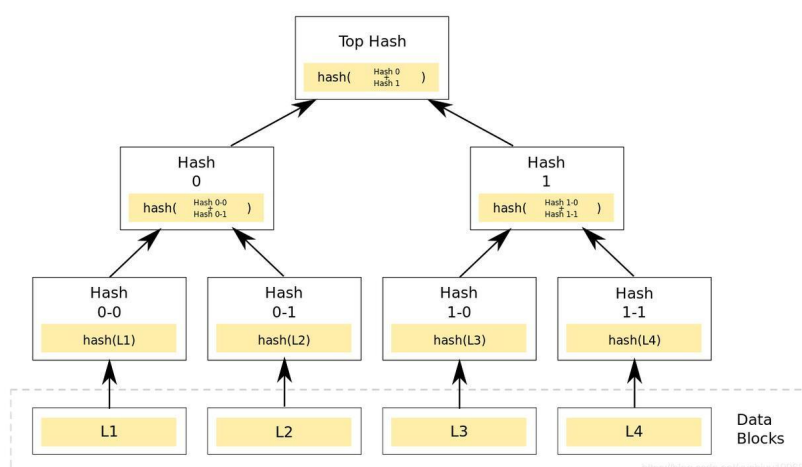 Top Hash
hash( Hash 0 + Hash 1 )
Hash
0
hash( Hash 0-0 + Hash 0-1 )
Hash
1
hash( Hash 1-0 + Hash 1-1 )
Hash
0-0
hash(L1)
Hash
0-1
hash(L2)
Hash
1-0
hash(L3)
Hash
1-1
hash(L4)
L1
L2
L3
L4
Data
Blocks